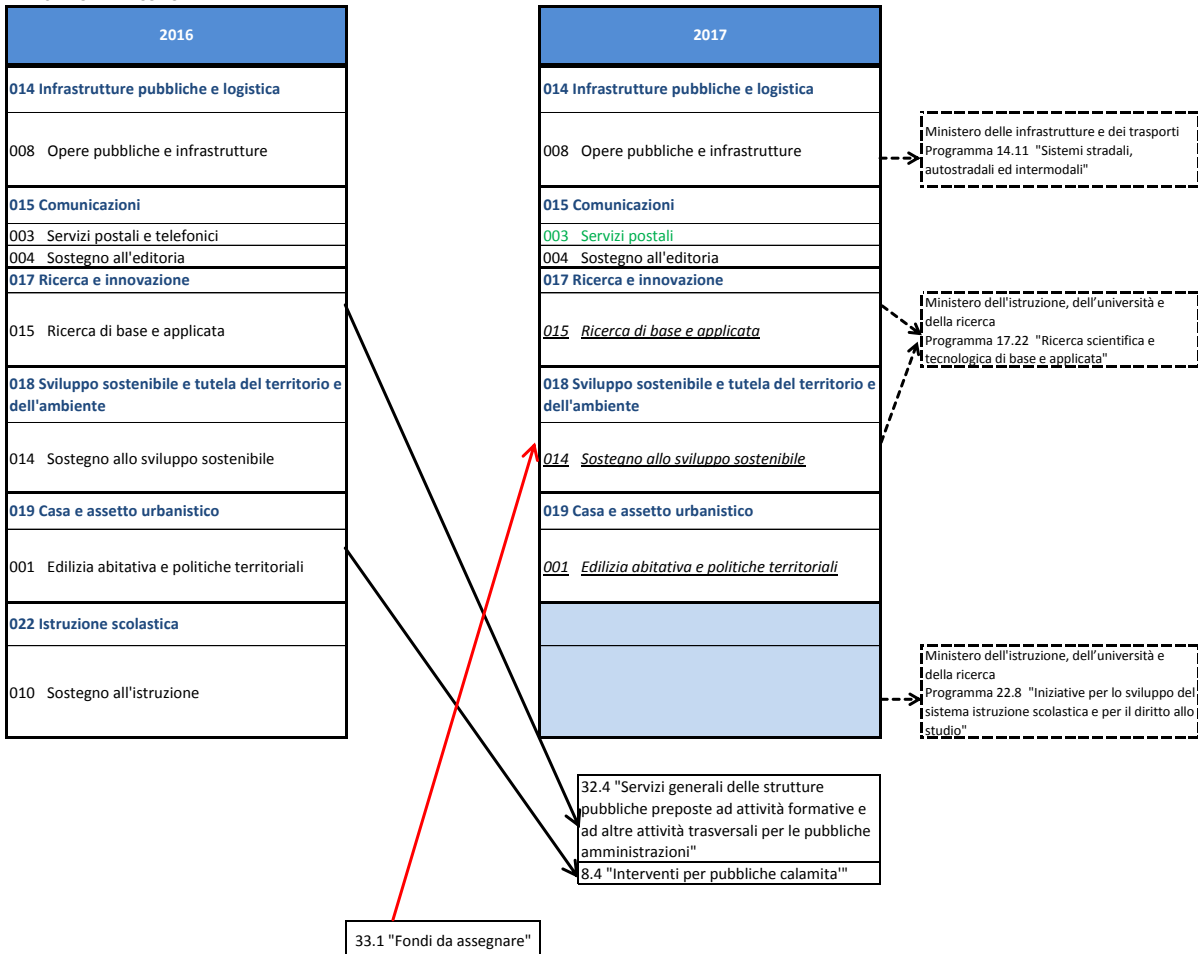 2016
014 Infrastrutture pubbliche e logistica
008 Opere pubbliche e infrastrutture
015 Comunicazioni
003 Servizi postali e telefonici
004 Sostegno all'editoria
017 Ricerca e innovazione
015 Ricerca di base e applicata
018 Sviluppo sostenibile e tutela del territorio e
dell'ambiente
014 Sostegno allo sviluppo sostenibile
019 Casa e assetto urbanistico
001 Edilizia abitativa e politiche territoriali
022 Istruzione scolastica
010 Sostegno all'istruzione
2017
014 Infrastrutture pubbliche e logistica
008 Opere pubbliche e infrastrutture
015 Comunicazioni
003 Servizi postali
004 Sostegno all'editoria
017 Ricerca e innovazione
015 Ricerca di base e applicata
018 Sviluppo sostenibile e tutela del territorio e
dell'ambiente
014 Sostegno allo sviluppo sostenibile
019 Casa e assetto urbanistico
001 Edilizia abitativa e politiche territoriali
Ministero delle infrastrutture e dei trasporti
Programma 14.11 "Sistemi stradali,
autostradali ed intermodali"
Ministero dell'istruzione, dell'università e
della ricerca
Programma 17.22 "Ricerca scientifica e
tecnologica di base e applicata"
Ministero dell'istruzione, dell'università e
della ricerca
Programma 22.8 "Iniziative per lo sviluppo del
sistema istruzione scolastica e per il diritto allo
studio"
32.4 "Servizi generali delle strutture
pubbliche preposte ad attività formative e
ad altre attività trasversali per le pubbliche
amministrazioni"
8.4 "Interventi per pubbliche calamita'"
33.1 "Fondi da assegnare"